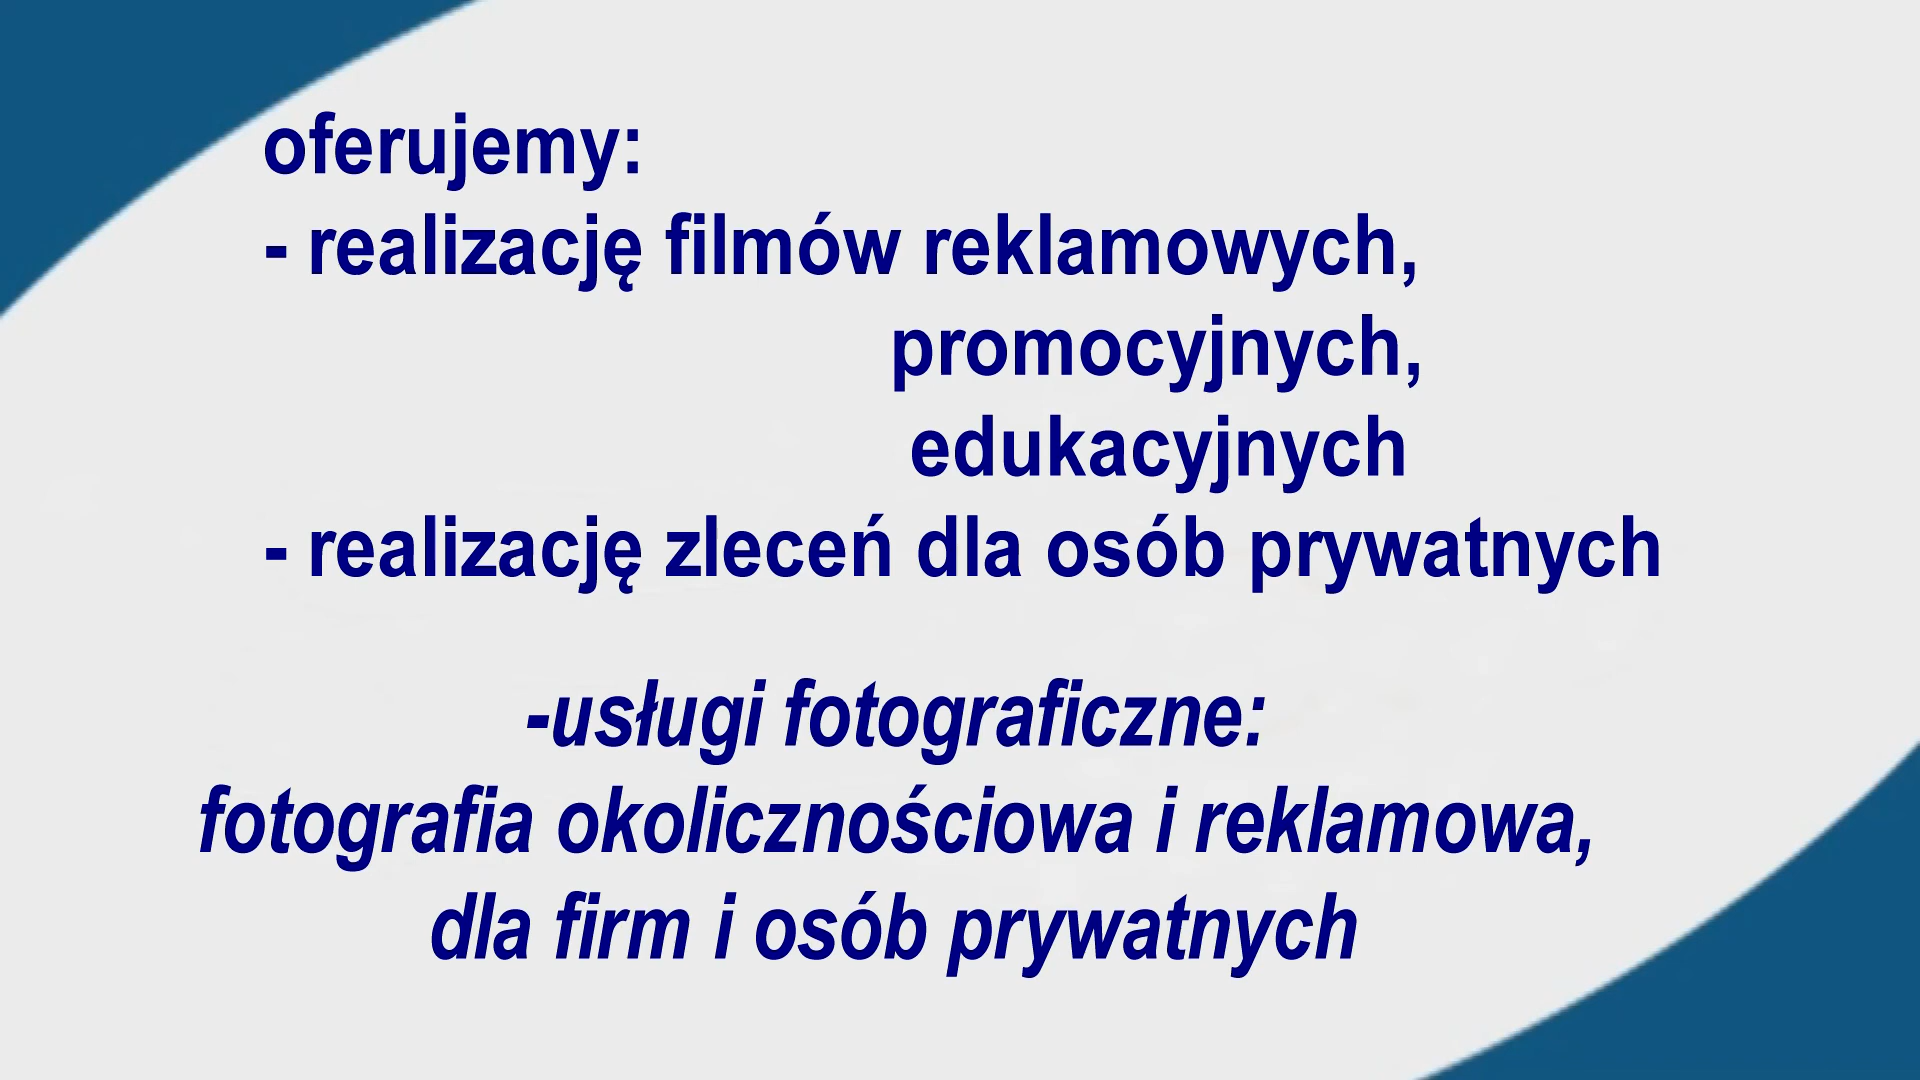 oferujemy:
- realizację filmów reklamowych,
promocyjnych,
edukacyjnych
- realizację zleceń dla osób prywatnych
-usługi fotograficzne:
fotografia okolicznościowa i reklamowa,
dla firm i osób prywatnych